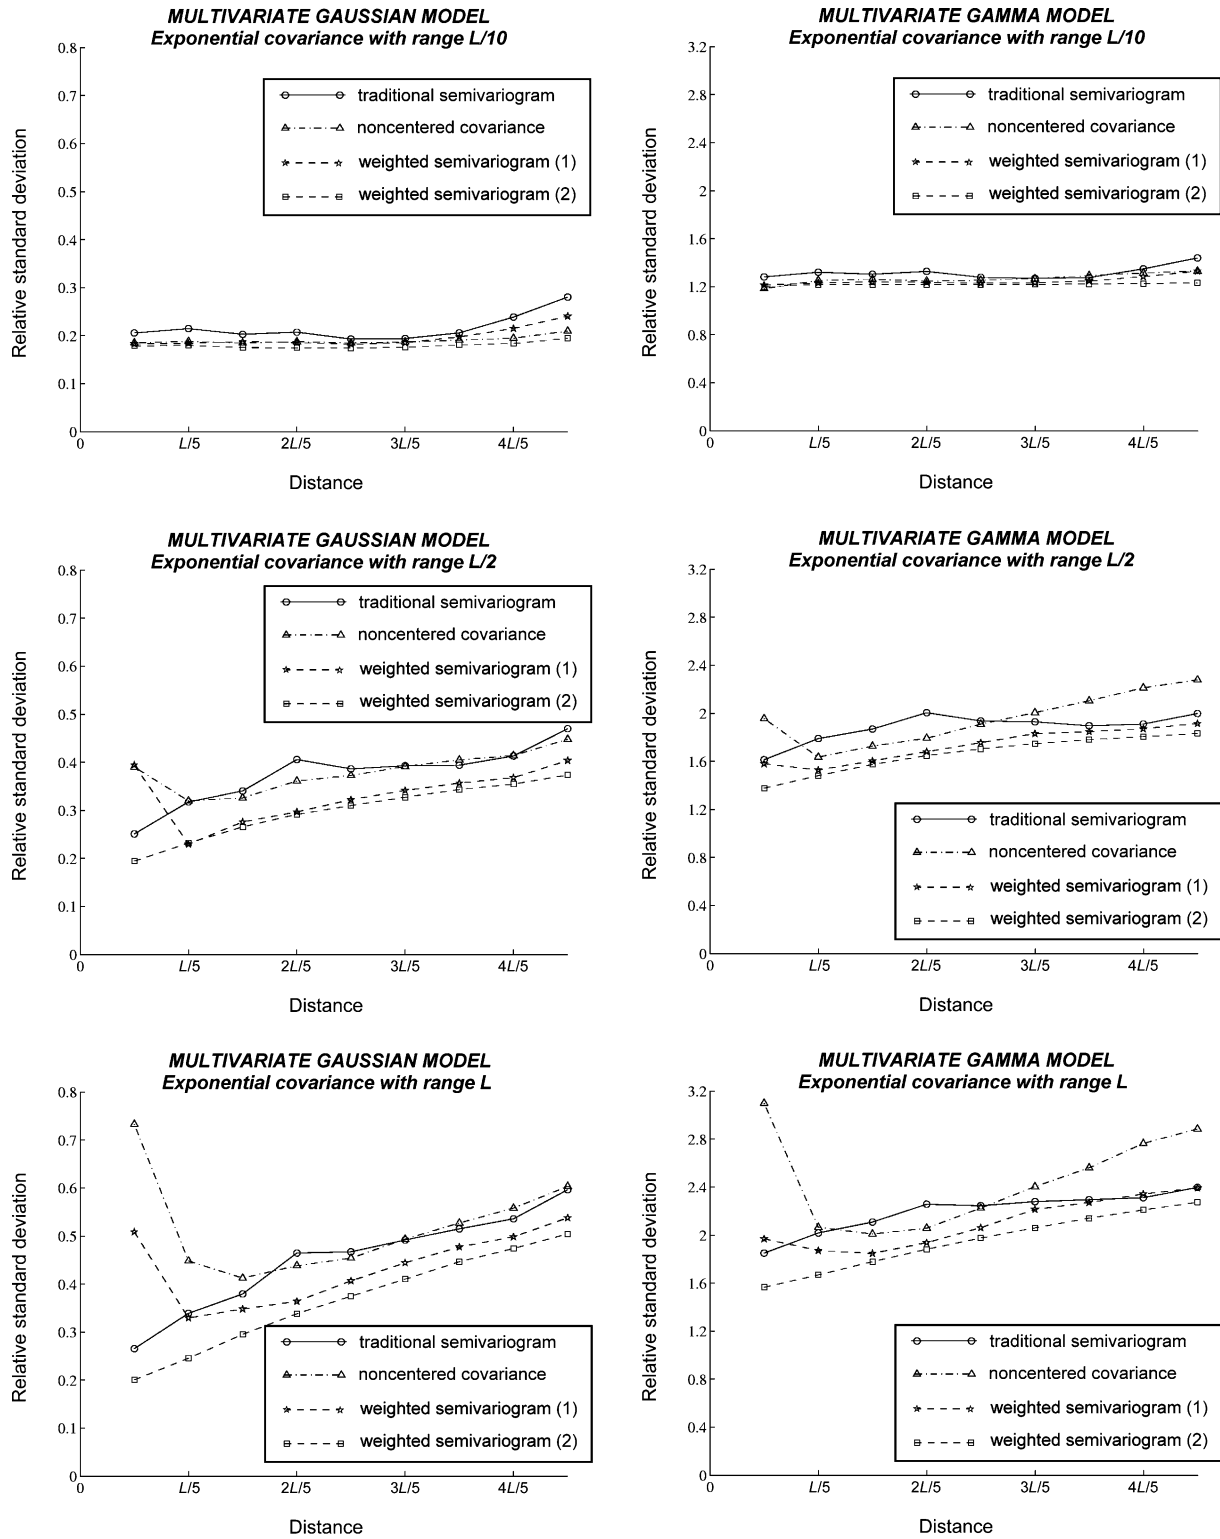 MULTIVARIATE GAUSSIAN MODEL
Exponential covariance with range L/10
0.8
0.7
0.6
0.5
0.4
0.3
0.2
0.1
0
Relative standard deviation
traditional semivariogram
noncentered covariance
weighted semivariogram (1)
weighted semivariogram (2)
0 L/5 2L/5 3L/5 4L/5
Distance
MULTIVARIATE GAMMA MODEL
Exponential covariance with range L/10
3.2
2.8
2.4
2
1.6
1.2
0.8
0.4
0
Relative standard deviation
traditional semivariogram
noncentered covariance
weighted semivariogram (1)
weighted semivariogram (2)
0 L/5 2L/5 3L/5 4L/5
Distance
MULTIVARIATE GAUSSIAN MODEL
Exponential covariance with range L/2
0.8
0.7
0.6
0.5
0.4
0.3
0.2
0.1
0
Relative standard deviation
traditional semivariogram
noncentered covariance
weighted semivariogram (1)
weighted semivariogram (2)
0 L/5 2L/5 3L/5 4L/5
Distance
MULTIVARIATE GAMMA MODEL
Exponential covariance with range L/2
3.2
2.8
2.4
2
1.6
1.2
0.8
0.4
0
Relative standard deviation
traditional semivariogram
noncentered covariance
weighted semivariogram (1)
weighted semivariogram (2)
0 L/5 2L/5 3L/5 4L/5
Distance
MULTIVARIATE GAUSSIAN MODEL
Exponential covariance with range L
0.8
0.7
0.6
0.5
0.4
0.3
0.2
0.1
0
Relative standard deviation
traditional semivariogram
noncentered covariance
weighted semivariogram (1)
weighted semivariogram (2)
0 L/5 2L/5 3L/5 4L/5
Distance
MULTIVARIATE GAMMA MODEL
Exponential covariance with range L
3.2
2.8
2.4
2
1.6
1.2
0.8
0.4
0
Relative standard deviation
traditional semivariogram
noncentered covariance
weighted semivariogram (1)
weighted semivariogram (2)
0 L/5 2L/5 3L/5 4L/5
Distance